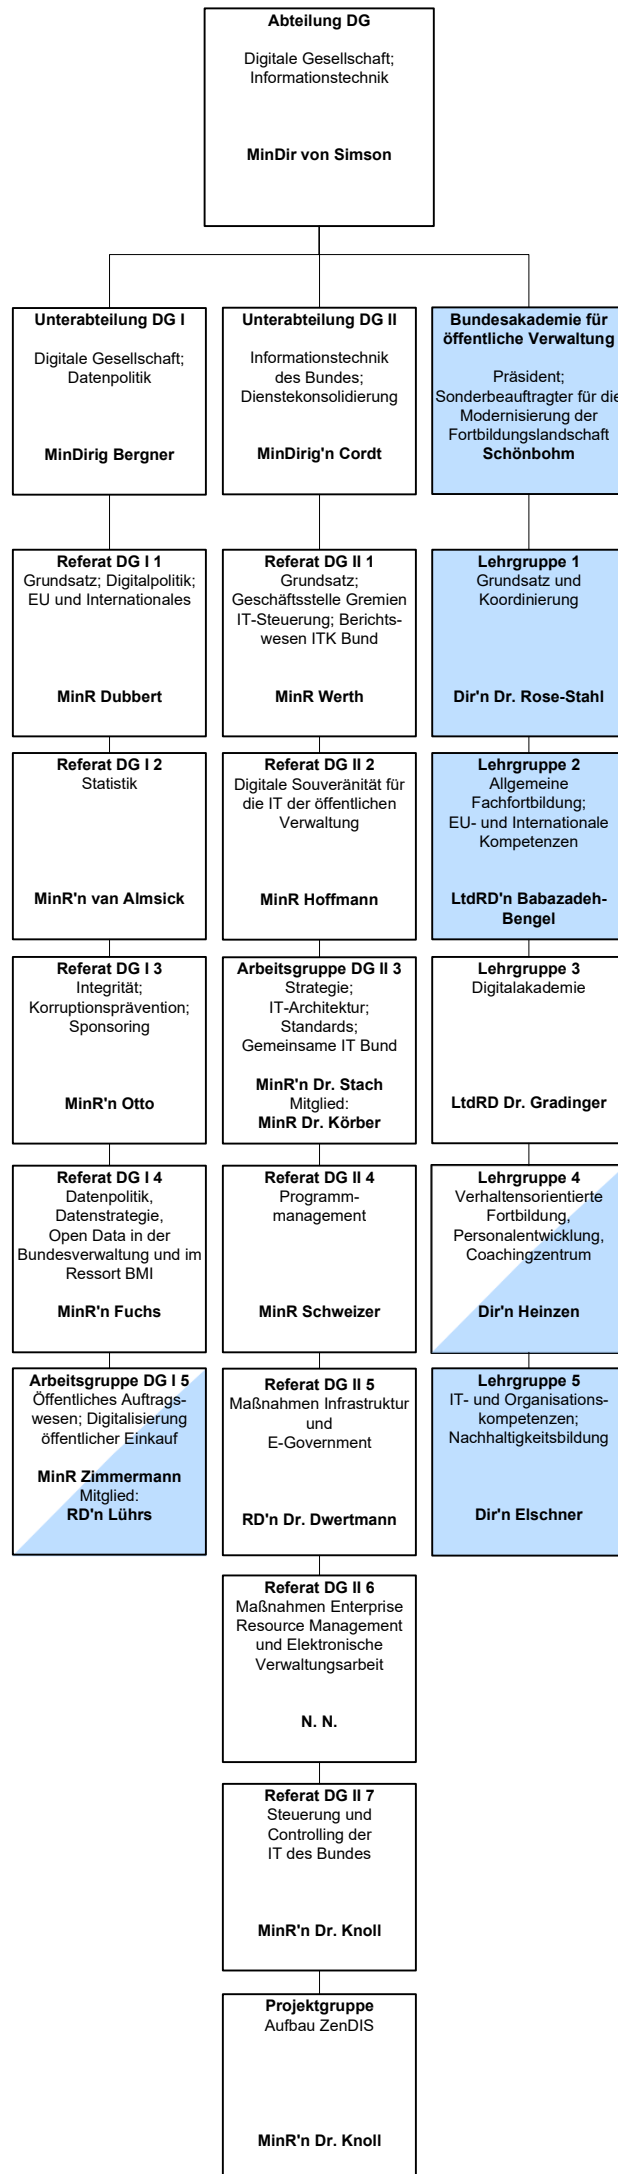 Abteilung DG
Digitale Gesellschaft;
Informationstechnik
MinDir von Simson
Unterabteilung DG I
Digitale Gesellschaft;
Datenpolitik
MinDirig Bergner
Unterabteilung DG II
Informationstechnik
des Bundes;
Dienstekonsolidierung
MinDirig'n Cordt
Bundesakademie für
öffentliche Verwaltung
Präsident;
Sonderbeauftragter für die
Modernisierung der
Fortbildungslandschaft
Schönbohm
Referat DG I 1
Grundsatz; Digitalpolitik;
EU und Internationales
MinR Dubbert
Referat DG II 1
Grundsatz;
Geschäftsstelle Gremien
IT-Steuerung; Berichts-
wesen ITK Bund
MinR Werth
Lehrgruppe 1
Grundsatz und
Koordinierung
Dir'n Dr. Rose-Stahl
Referat DG I 2
Statistik
MinR'n van Almsick
Referat DG II 2
Digitale Souveränität für
die IT der öffentlichen
Verwaltung
MinR Hoffmann
Lehrgruppe 2
Allgemeine
Fachfortbildung;
EU- und Internationale
Kompetenzen
LtdRD'n Babazadeh-
Bengel
Referat DG I 3
Integrität;
Korruptionsprävention;
Sponsoring
MinR'n Otto
Arbeitsgruppe DG II 3
Strategie;
IT-Architektur;
Standards;
Gemeinsame IT Bund
MinR'n Dr. Stach
Mitglied:
MinR Dr. Körber
Lehrgruppe 3
Digitalakademie
LtdRD Dr. Gradinger
Referat DG I 4
Datenpolitik,
Datenstrategie,
Open Data in der
Bundesverwaltung und im
Ressort BMI
MinR'n Fuchs
Referat DG II 4
Programm-
management
MinR Schweizer
Lehrgruppe 4
Verhaltensorientierte
Fortbildung,
Personalentwicklung,
Coachingzentrum
Dir'n Heinzen
Arbeitsgruppe DG I 5
Öffentliches Auftrags-
wesen; Digitalisierung
öffentlicher Einkauf
MinR Zimmermann
Mitglied:
RD'n Lührs
Referat DG II 5
Maßnahmen Infrastruktur
und
E-Government
RD'n Dr. Dwertmann
Lehrgruppe 5
IT- und Organisations-
kompetenzen;
Nachhaltigkeitsbildung
Dir'n Elschner
Referat DG II 6
Maßnahmen Enterprise
Resource Management
und Elektronische
Verwaltungsarbeit
N. N.
Referat DG II 7
Steuerung und
Controlling der
IT des Bundes
MinR'n Dr. Knoll
Projektgruppe
Aufbau ZenDIS
MinR'n Dr. Knoll